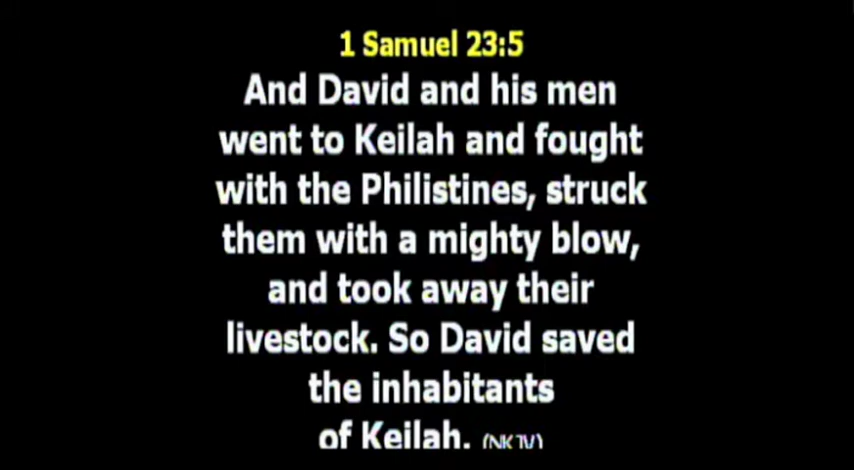 1 Samuel 23:5
And David and his men
went to Keilah and fought
with the Philistines, struck
them with a mighty blow,
and took away their
livestock. So David saved
the inhabitants
of Keilah. (NKJV)